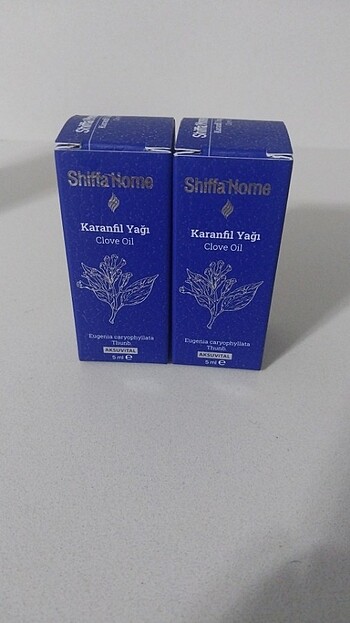 Shiffa Home
Karanfil Yağı
Clove Oil
Eugenia caryophyllata
Thunb.
AKSUVITAL
5 ml e
Shiffa Home
Karanfil Yağı
Clove Oil
Eugenia caryophyllata
Thunb.
AKSUVITAL
5 ml e